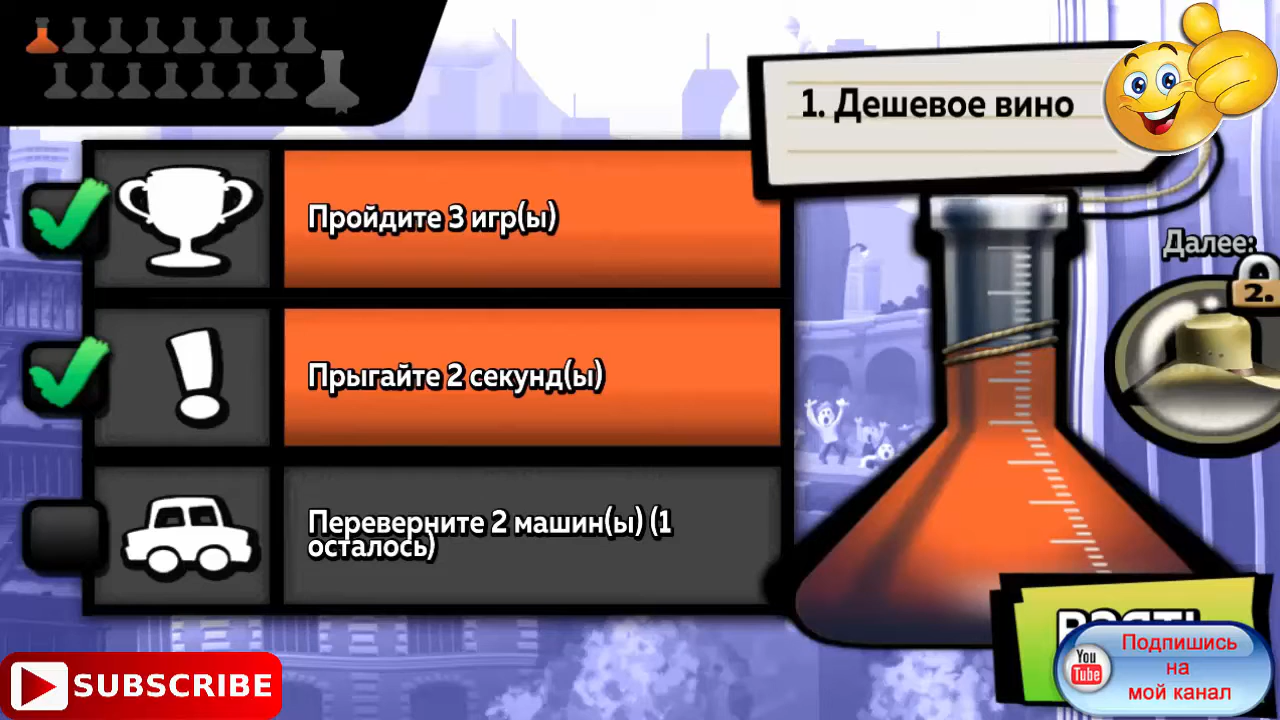 1. Дешевое вино
Пройдите 3 игр(ы)
Далее:
2.
Прыгайте 2 секунд(ы)
Переверните 2 машин(ы) (1
осталось)
Подпишись
на
мой канал
You
Tube
SUBSCRIBE